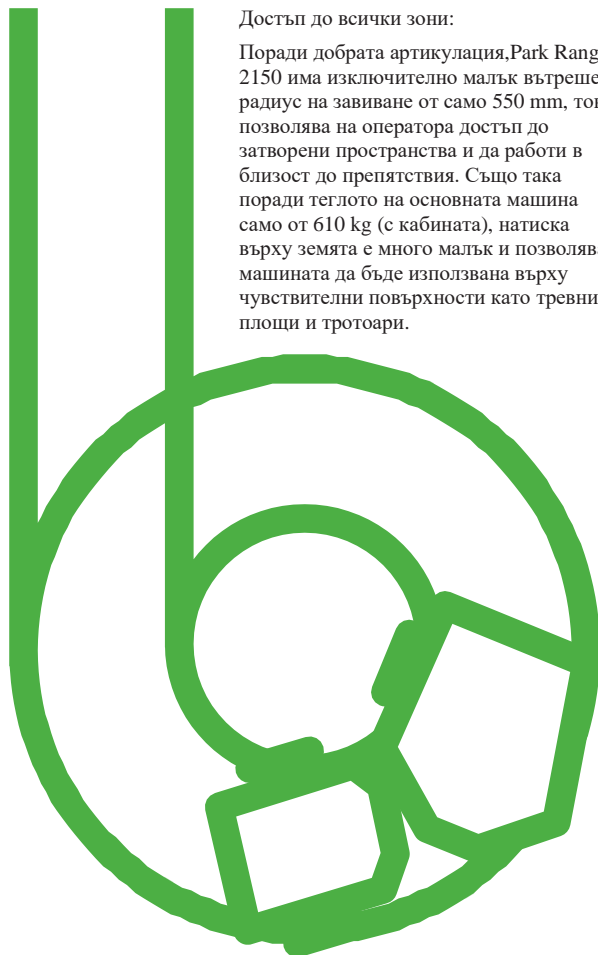 Достъп до всички зони:
Поради добрата артикулация,Park Rang
2150 има изключително малък вътреше
радиус на завиване от само 550 mm, тов
позволява на оператора достъп до
затворени пространства и да работи в
близост до препятствия. Също така
поради теглото на основната машина
само от 610 kg (с кабината), натиска
върху земята е много малък и позволява
машината да бъде използвана върху
чувствителни повърхности като тревни
площи и тротоари.